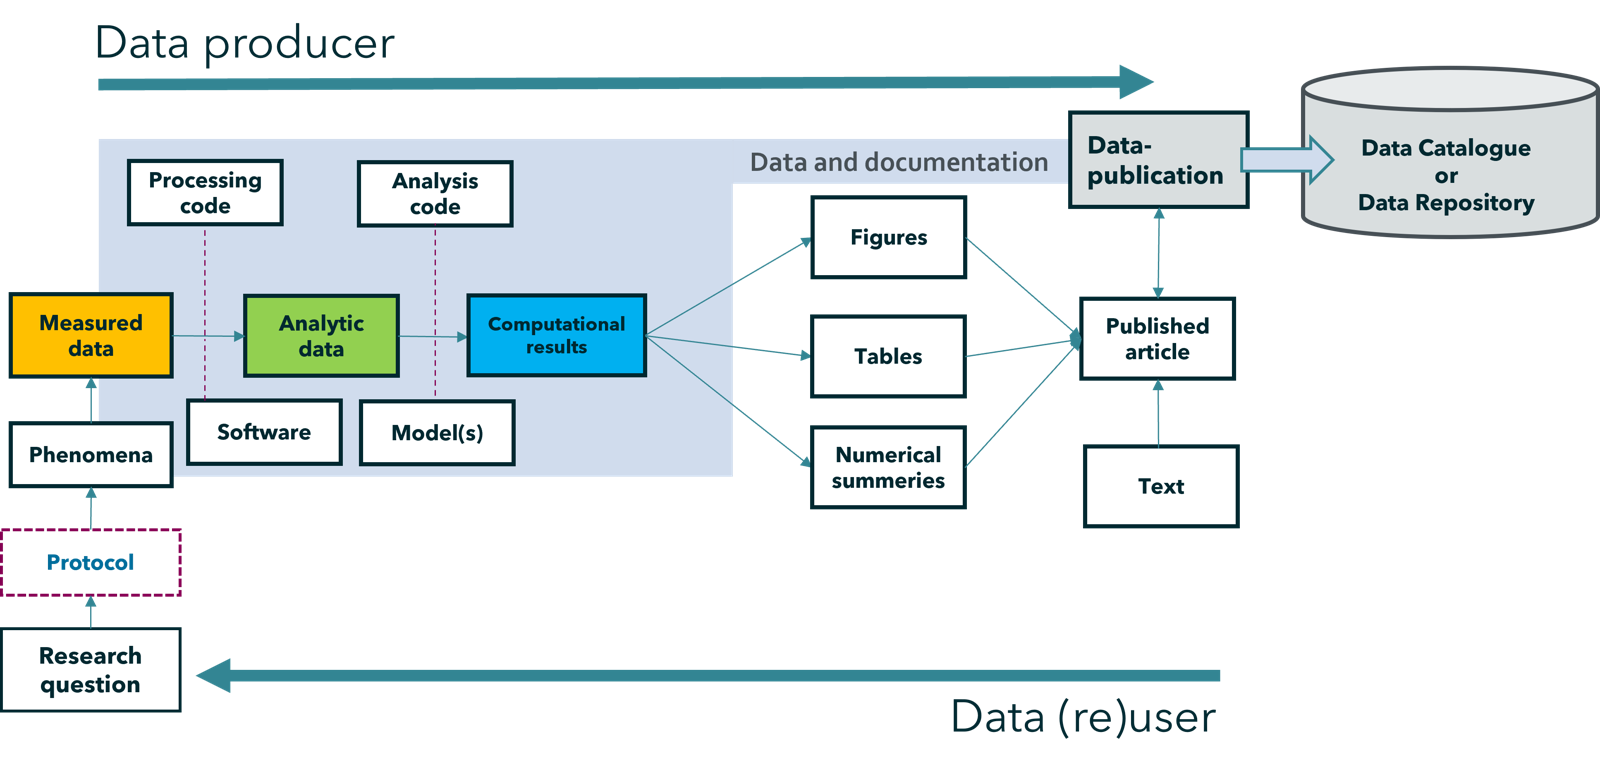 Data producer
Data and documentation
Data-
publication
Data Catalogue
or
Data Repository
Processing
code
Analysis
code
Figures
Measured
data
Analytic
data
Computational
results
Tables
Published
article
Software
Model(s)
Phenomena
Numerical
summeries
Text
Protocol
Research
question
Data (re)user